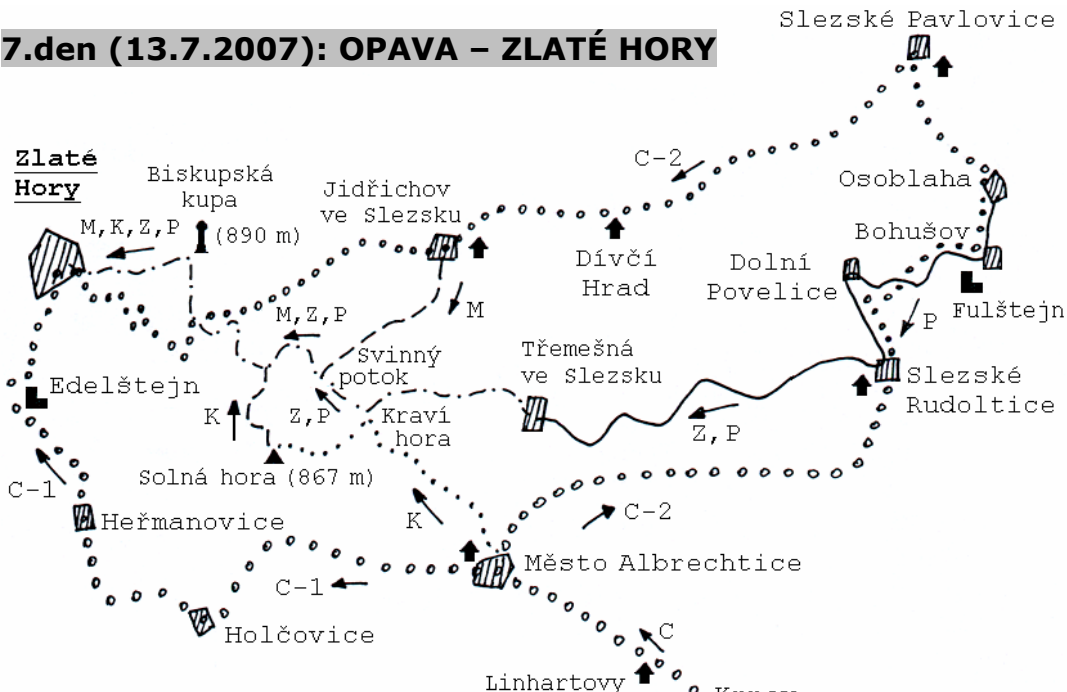 Slezské Pavlovice
7.den (13.7.2007): OPAVA – ZLATÉ HORY
Zlaté
Hory
Biskupská
kupa
(890 m)
M,K,Z,P
Jidřichov
ve Slezsku
C-2
Osoblaha
Bohušov
Dívčí
Hrad
Dolní
Povelice
Fulštejn
P
M
M,Z,P
Svinný
potok
Třemešná
ve Slezsku
Slezské
Rudoltice
Edelštejn
K
Z,P
Kraví
hora
Z,P
Solná hora (867 m)
C-1
K
C-2
Heřmanovice
Město Albrechtice
C-1
Holčovice
C
Linhartovy